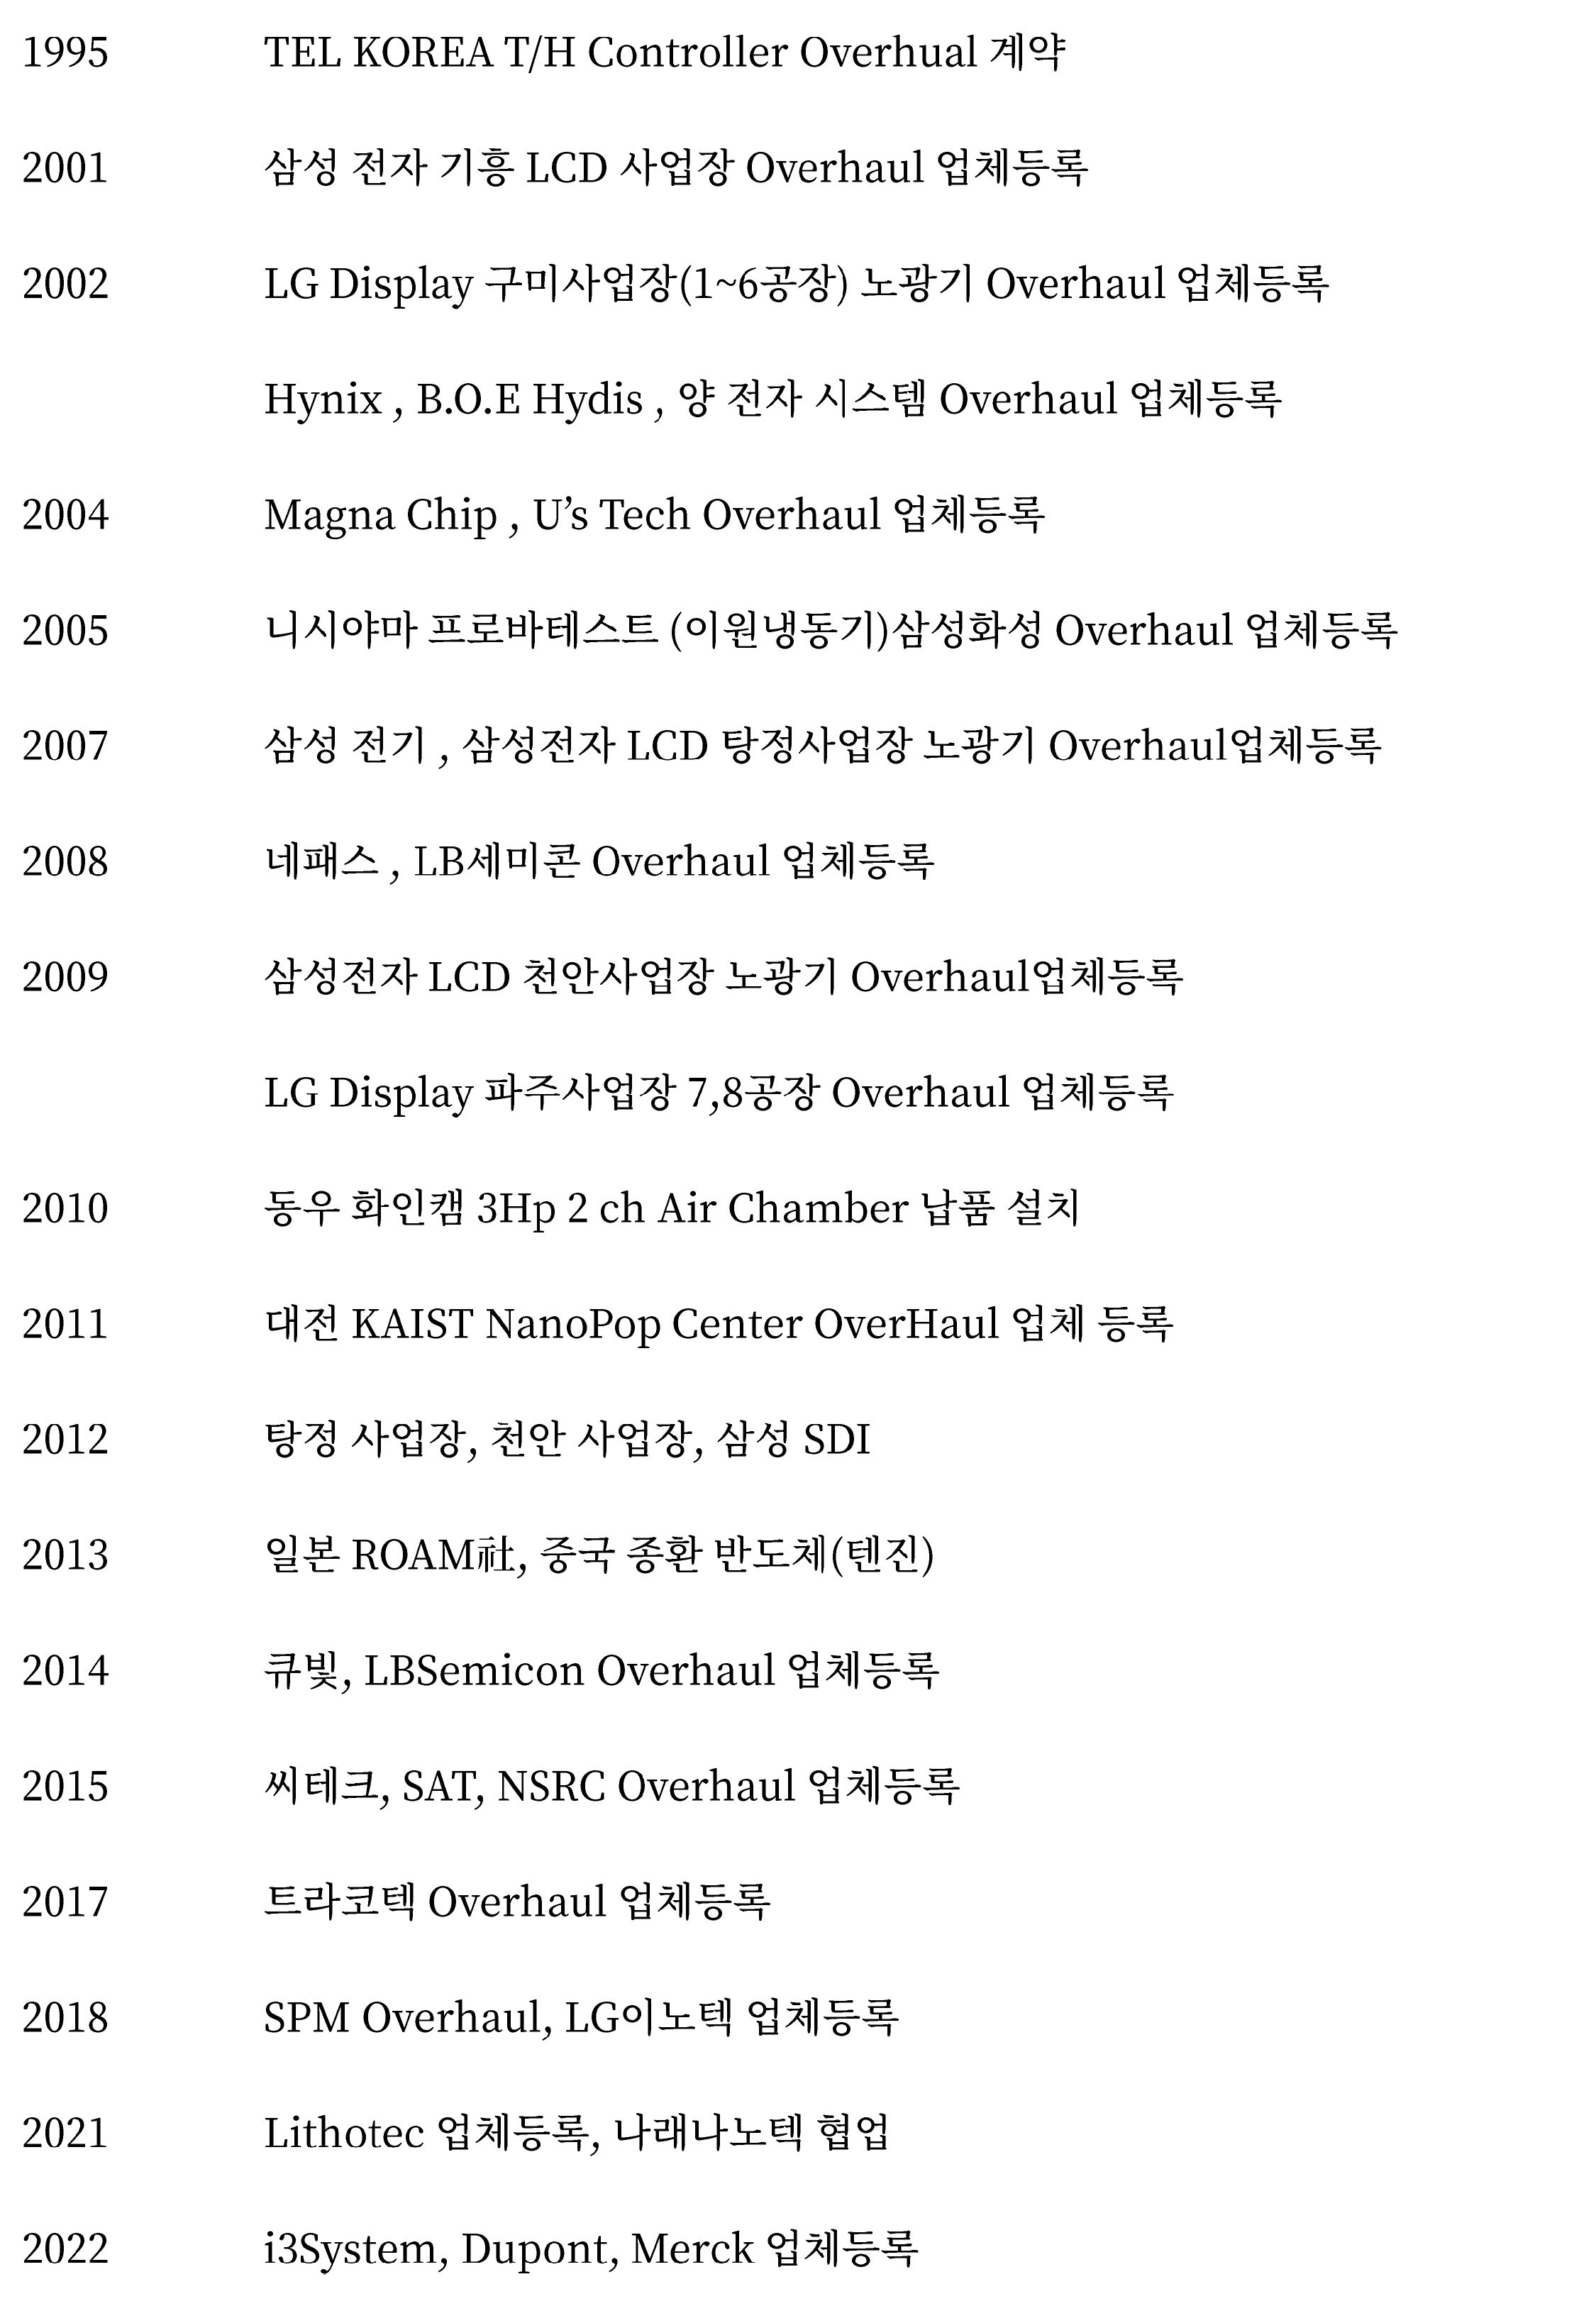 1995 TEL KOREA T/H Controller Overhual 계약
2001 삼성 전자 기흥 LCD 사업장 Overhaul 업체등록
2002 LG Display 구미사업장(1~6공장) 노광기 Overhaul 업체등록
Hynix , B.O.E Hydis , 양 전자 시스템 Overhaul 업체등록
2004 Magna Chip , U’s Tech Overhaul 업체등록
2005 니시야마 프로바테스트 (이원냉동기)삼성화성 Overhaul 업체등록
2007 삼성 전기 , 삼성전자 LCD 탕정사업장 노광기 Overhaul업체등록
2008 네패스 , LB세미콘 Overhaul 업체등록
2009 삼성전자 LCD 천안사업장 노광기 Overhaul업체등록
LG Display 파주사업장 7,8공장 Overhaul 업체등록
2010 동우 화인캠 3Hp 2 ch Air Chamber 납품 설치
2011 대전 KAIST NanoPop Center OverHaul 업체 등록
2012 탕정 사업장, 천안 사업장, 삼성 SDI
2013 일본 ROAM社, 중국 종환 반도체(텐진)
2014 큐빛, LBSemicon Overhaul 업체등록
2015 씨테크, SAT, NSRC Overhaul 업체등록
2017 트라코텍 Overhaul 업체등록
2018 SPM Overhaul, LG이노텍 업체등록
2021 Lithotec 업체등록, 나래나노텍 협업
2022 i3System, Dupont, Merck 업체등록